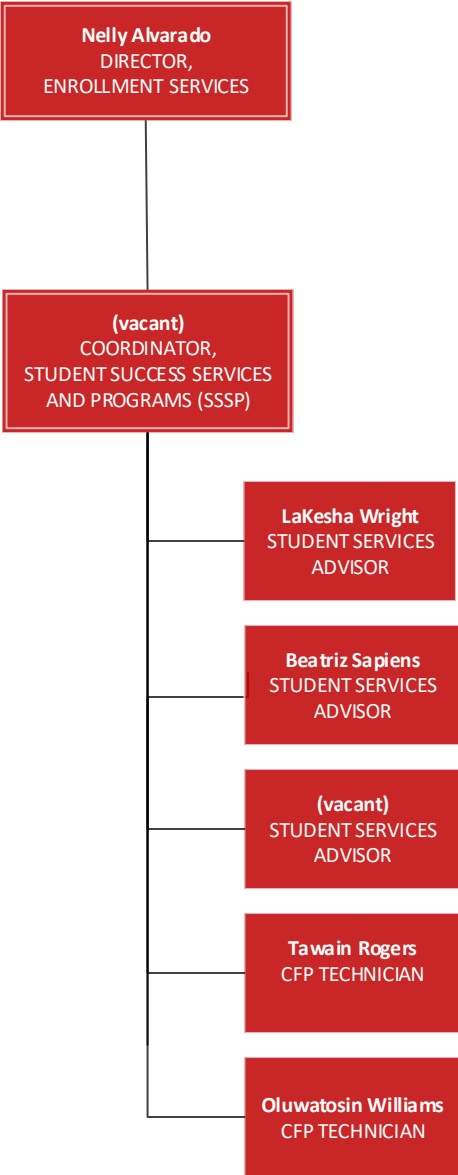 Nelly Alvarado
DIRECTOR,
ENROLLMENT SERVICES
(vacant)
COORDINATOR,
STUDENT SUCCESS SERVICES
AND PROGRAMS (SSSP)
LaKesha Wright
STUDENT SERVICES
ADVISOR
Beatriz Sapiens
STUDENT SERVICES
ADVISOR
(vacant)
STUDENT SERVICES
ADVISOR
Tawain Rogers
CFP TECHNICIAN
Oluwatosin Williams
CFP TECHNICIAN